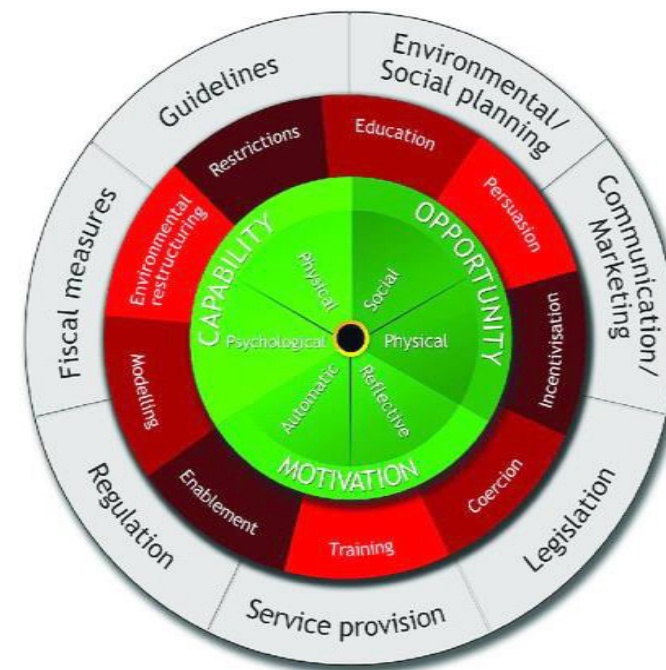 Guidelines
Environmental/
Social planning
Communication/
Marketing
Legislation
Service provision
Regulation
Fiscal measures
Restrictions
Education
Persuasion
Incentivisation
Coercion
Training
Enablement
Modelling
Environmental
restructuring
CAPABILITY
OPPORTUNITY
MOTIVATION
Physical
Social
Physical
Reflective
Automatic
Psychological